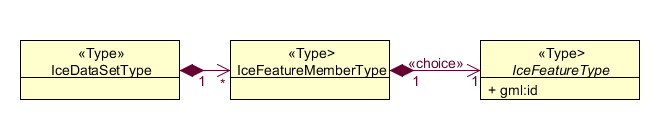 «Type»
IceDataSetType
1
*
«Type>
IceFeatureMemberType
1
«choice»
1
«Type>
IceFeatureType
+ gml:id